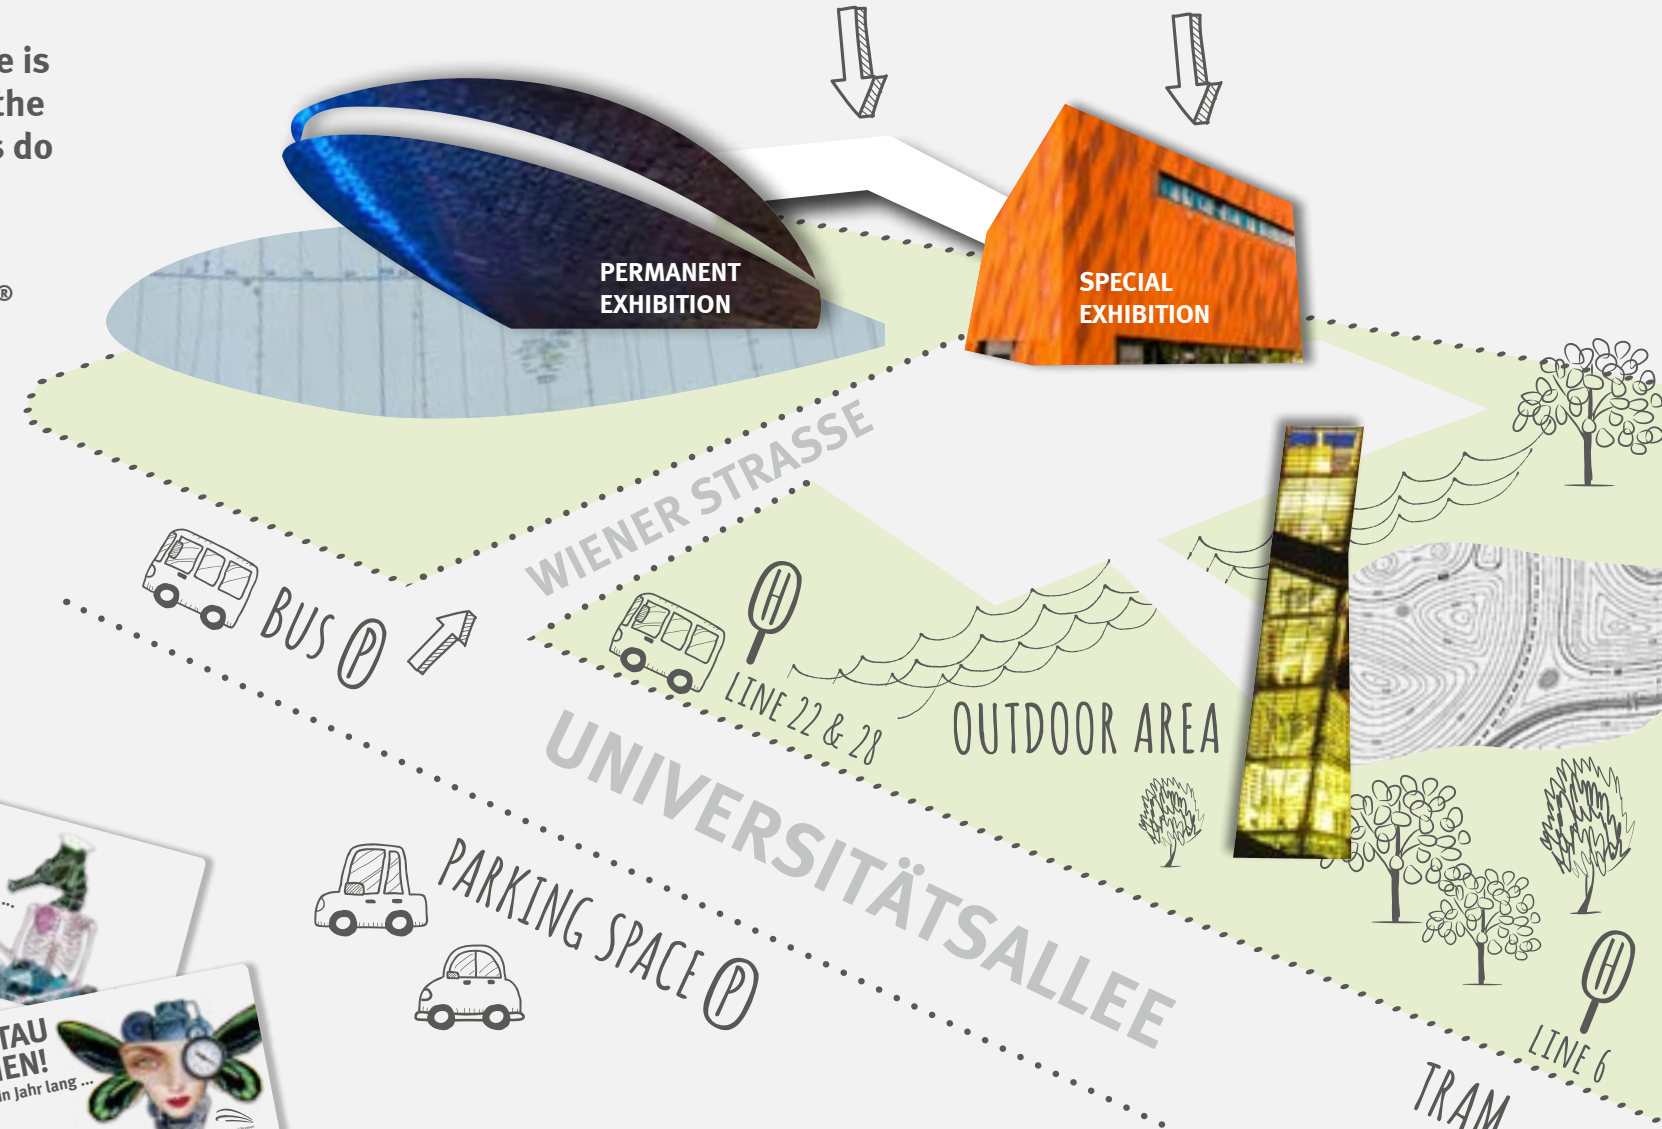 e is
the
s do
®
PERMANENT
EXHIBITION
SPECIAL
EXHIBITION
WIENER STRASSE
BUS P
H
LINE 22 & 28
OUTDOOR AREA
UNIVERSITÄTSALLEE
PARKING SPACE P
H
LINE 6
TRAM
...
TAU
EN!
in Jahr lang ...